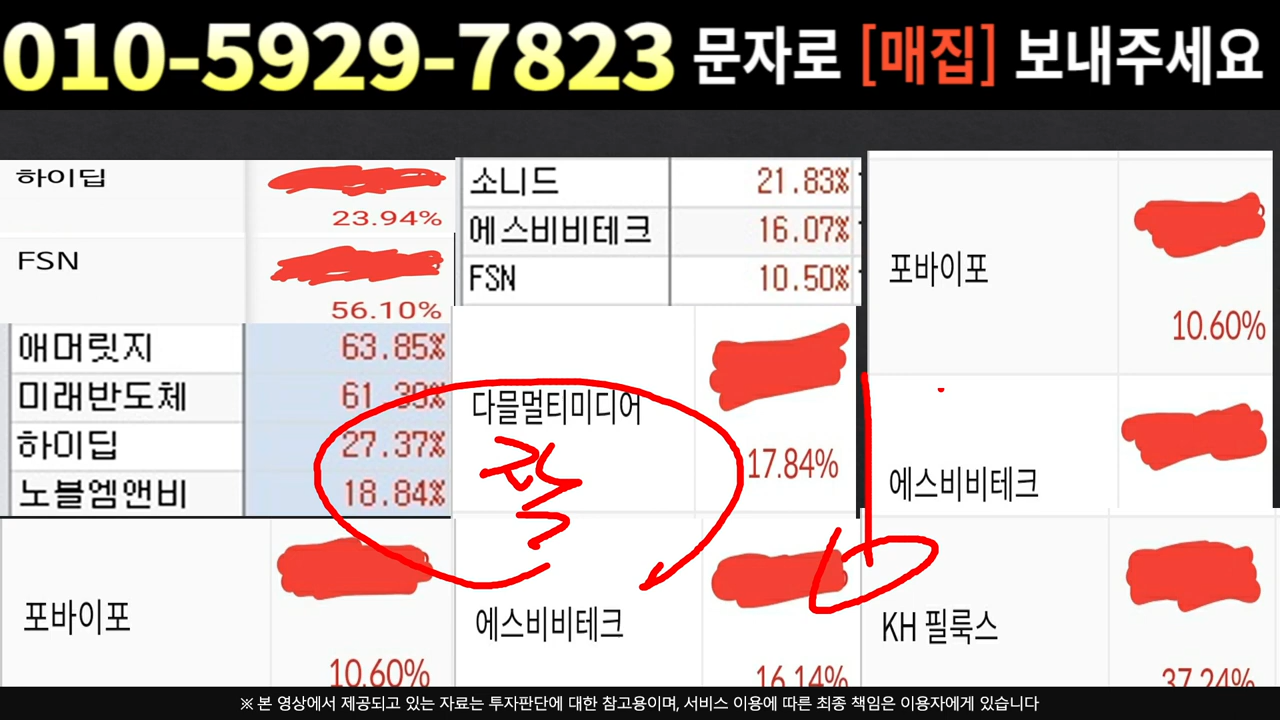 010-5929-7823 문자로 [매집] 보내주세요
하이딥
23.94%
FSN
56.10%
애머릿지 63.85%
미래반도체 61.39%
하이딥 27.37%
노블엠앤비 18.84%
포바이포
10.60%
소니드 21.83%
에스비비테크 16.07%
FSN 10.50%
다믈멀티미디어
17.84%
에스비비테크
16.14%
포바이포
10.60%
에스비비테크
KH 필룩스
37.24%
※ 본 영상에서 제공되고 있는 자료는 투자판단에 대한 참고용이며, 서비스 이용에 따른 최종 책임은 이용자에게 있습니다